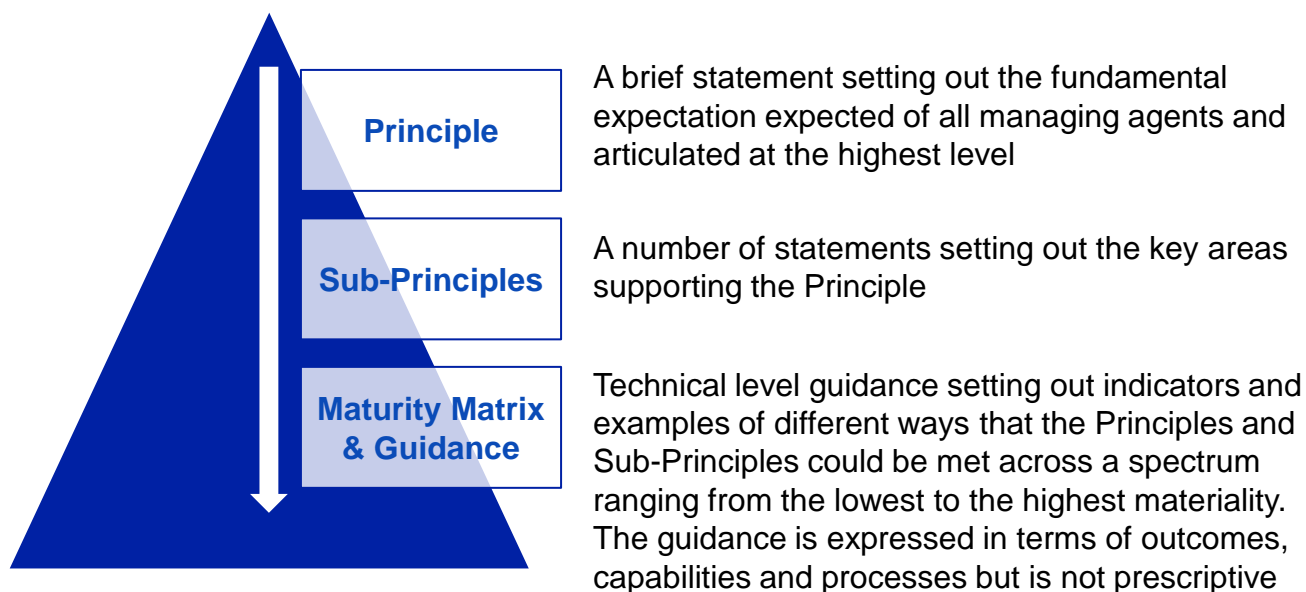 Principle
A brief statement setting out the fundamental
expectation expected of all managing agents and
articulated at the highest level
Sub-Principles
A number of statements setting out the key areas
supporting the Principle
Maturity Matrix
& Guidance
Technical level guidance setting out indicators and
examples of different ways that the Principles and
Sub-Principles could be met across a spectrum
ranging from the lowest to the highest materiality.
The guidance is expressed in terms of outcomes,
capabilities and processes but is not prescriptive